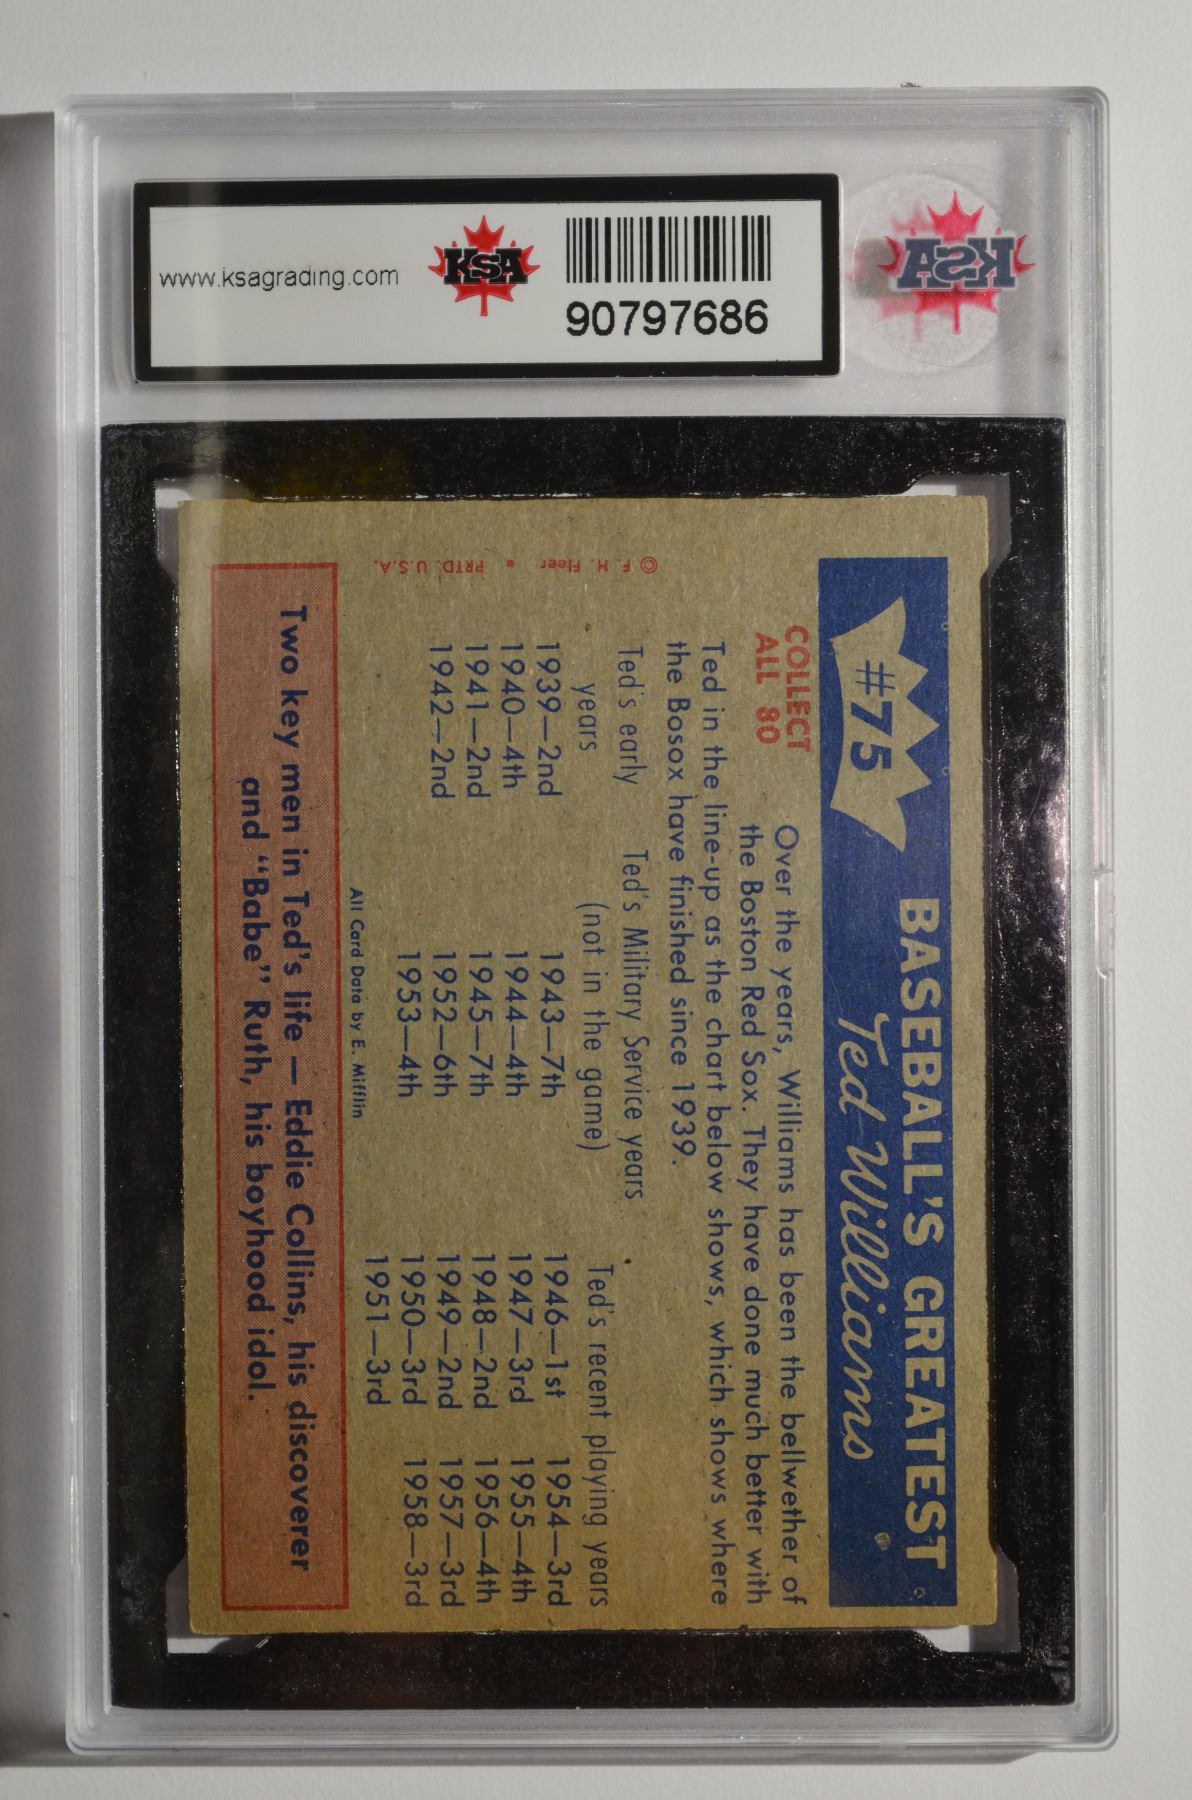 www.ksagrading.com
KSA
90797686
KSA
#75
BASEBALL'S GREATEST
Ted Williams
COLLECT
ALL 80
Over the years, Williams has been the bellwether of
the Boston Red Sox. They have done much better with
Ted in the line-up as the chart below shows, which shows where
the Bosox have finished since 1939.
Ted's early
years
1939—2nd
1940—4th
1941—2nd
1942—2nd
Ted's Military Service years
(not in the game)
1943—7th
1944—4th
1945—7th
1952—6th
1953—4th
Ted's recent playing years
1946—1st
1947—3rd
1948—2nd
1949—2nd
1950—3rd
1951—3rd
1954—3rd
1955—4th
1956—4th
1957—3rd
1958—3rd
All Card Data by E. Mifflin
© F. H. Fleer • PRTD. U.S.A.
Two key men in Ted's life — Eddie Collins, his discoverer
and "Babe" Ruth, his boyhood idol.